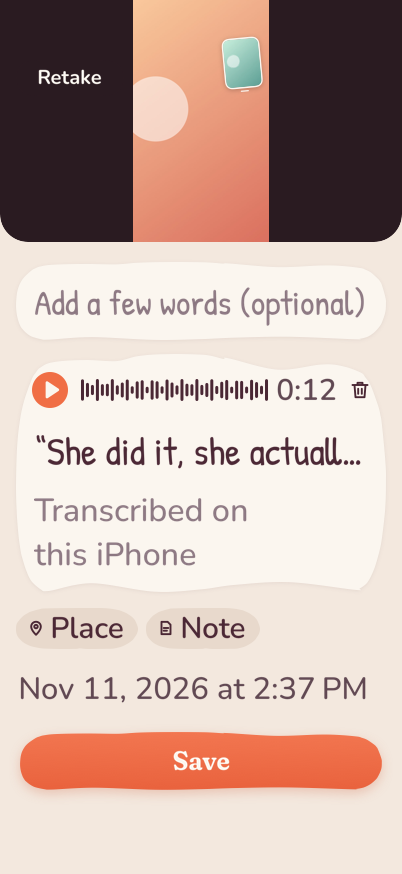 Retake
Add a few words (optional)
0:12
“She did it, she actuall...
Transcribed on
this iPhone
Place
Note
Nov 11, 2026 at 2:37 PM
Save